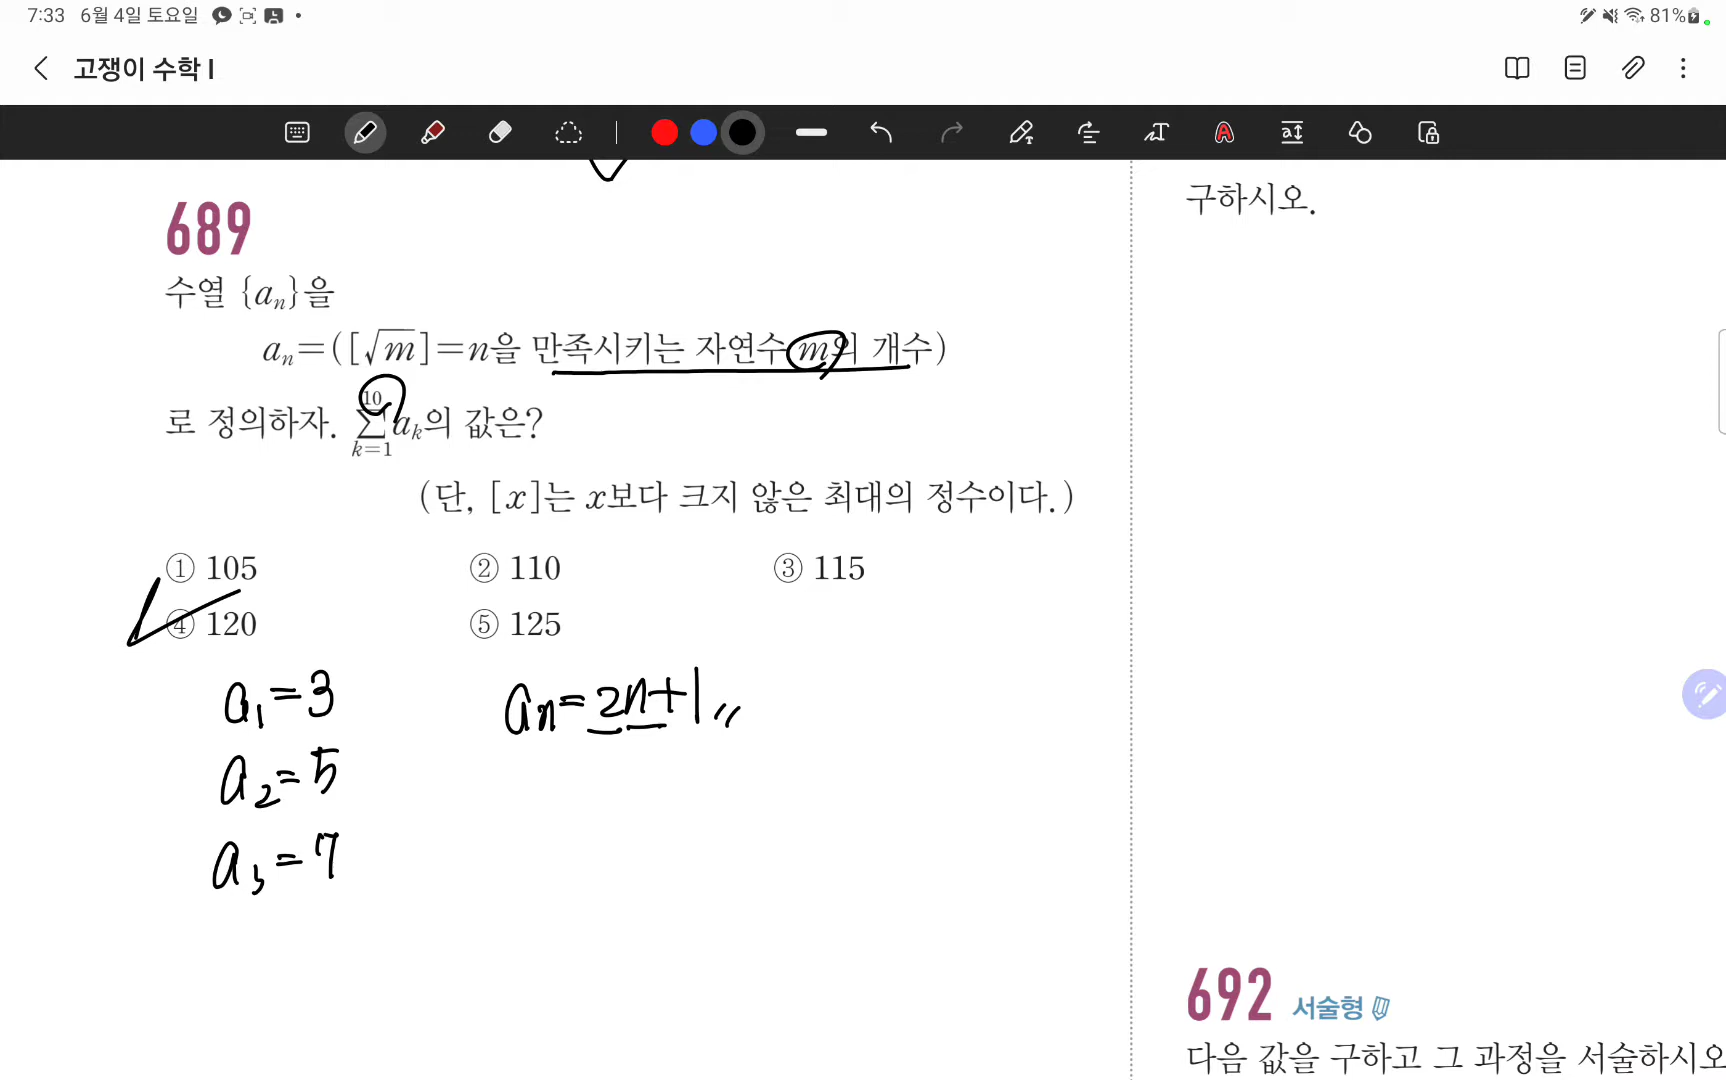 7:33 6월 4일 토요일 81%
고쟁이 수학 I
689
수열 {aₙ}을
aₙ=([√m]=n을 만족시키는 자연수 m의 개수)
로 정의하자. ∑_{k=1}^{10} aₖ의 값은?
(단, [x]는 x보다 크지 않은 최대의 정수이다.)
① 105 ② 110 ③ 115
④ 120 ⑤ 125
a₁=3
aₙ=2n+1
a₂=5
a₃=7
구하시오.
692 서술형
다음 값을 구하고 그 과정을 서술하시오